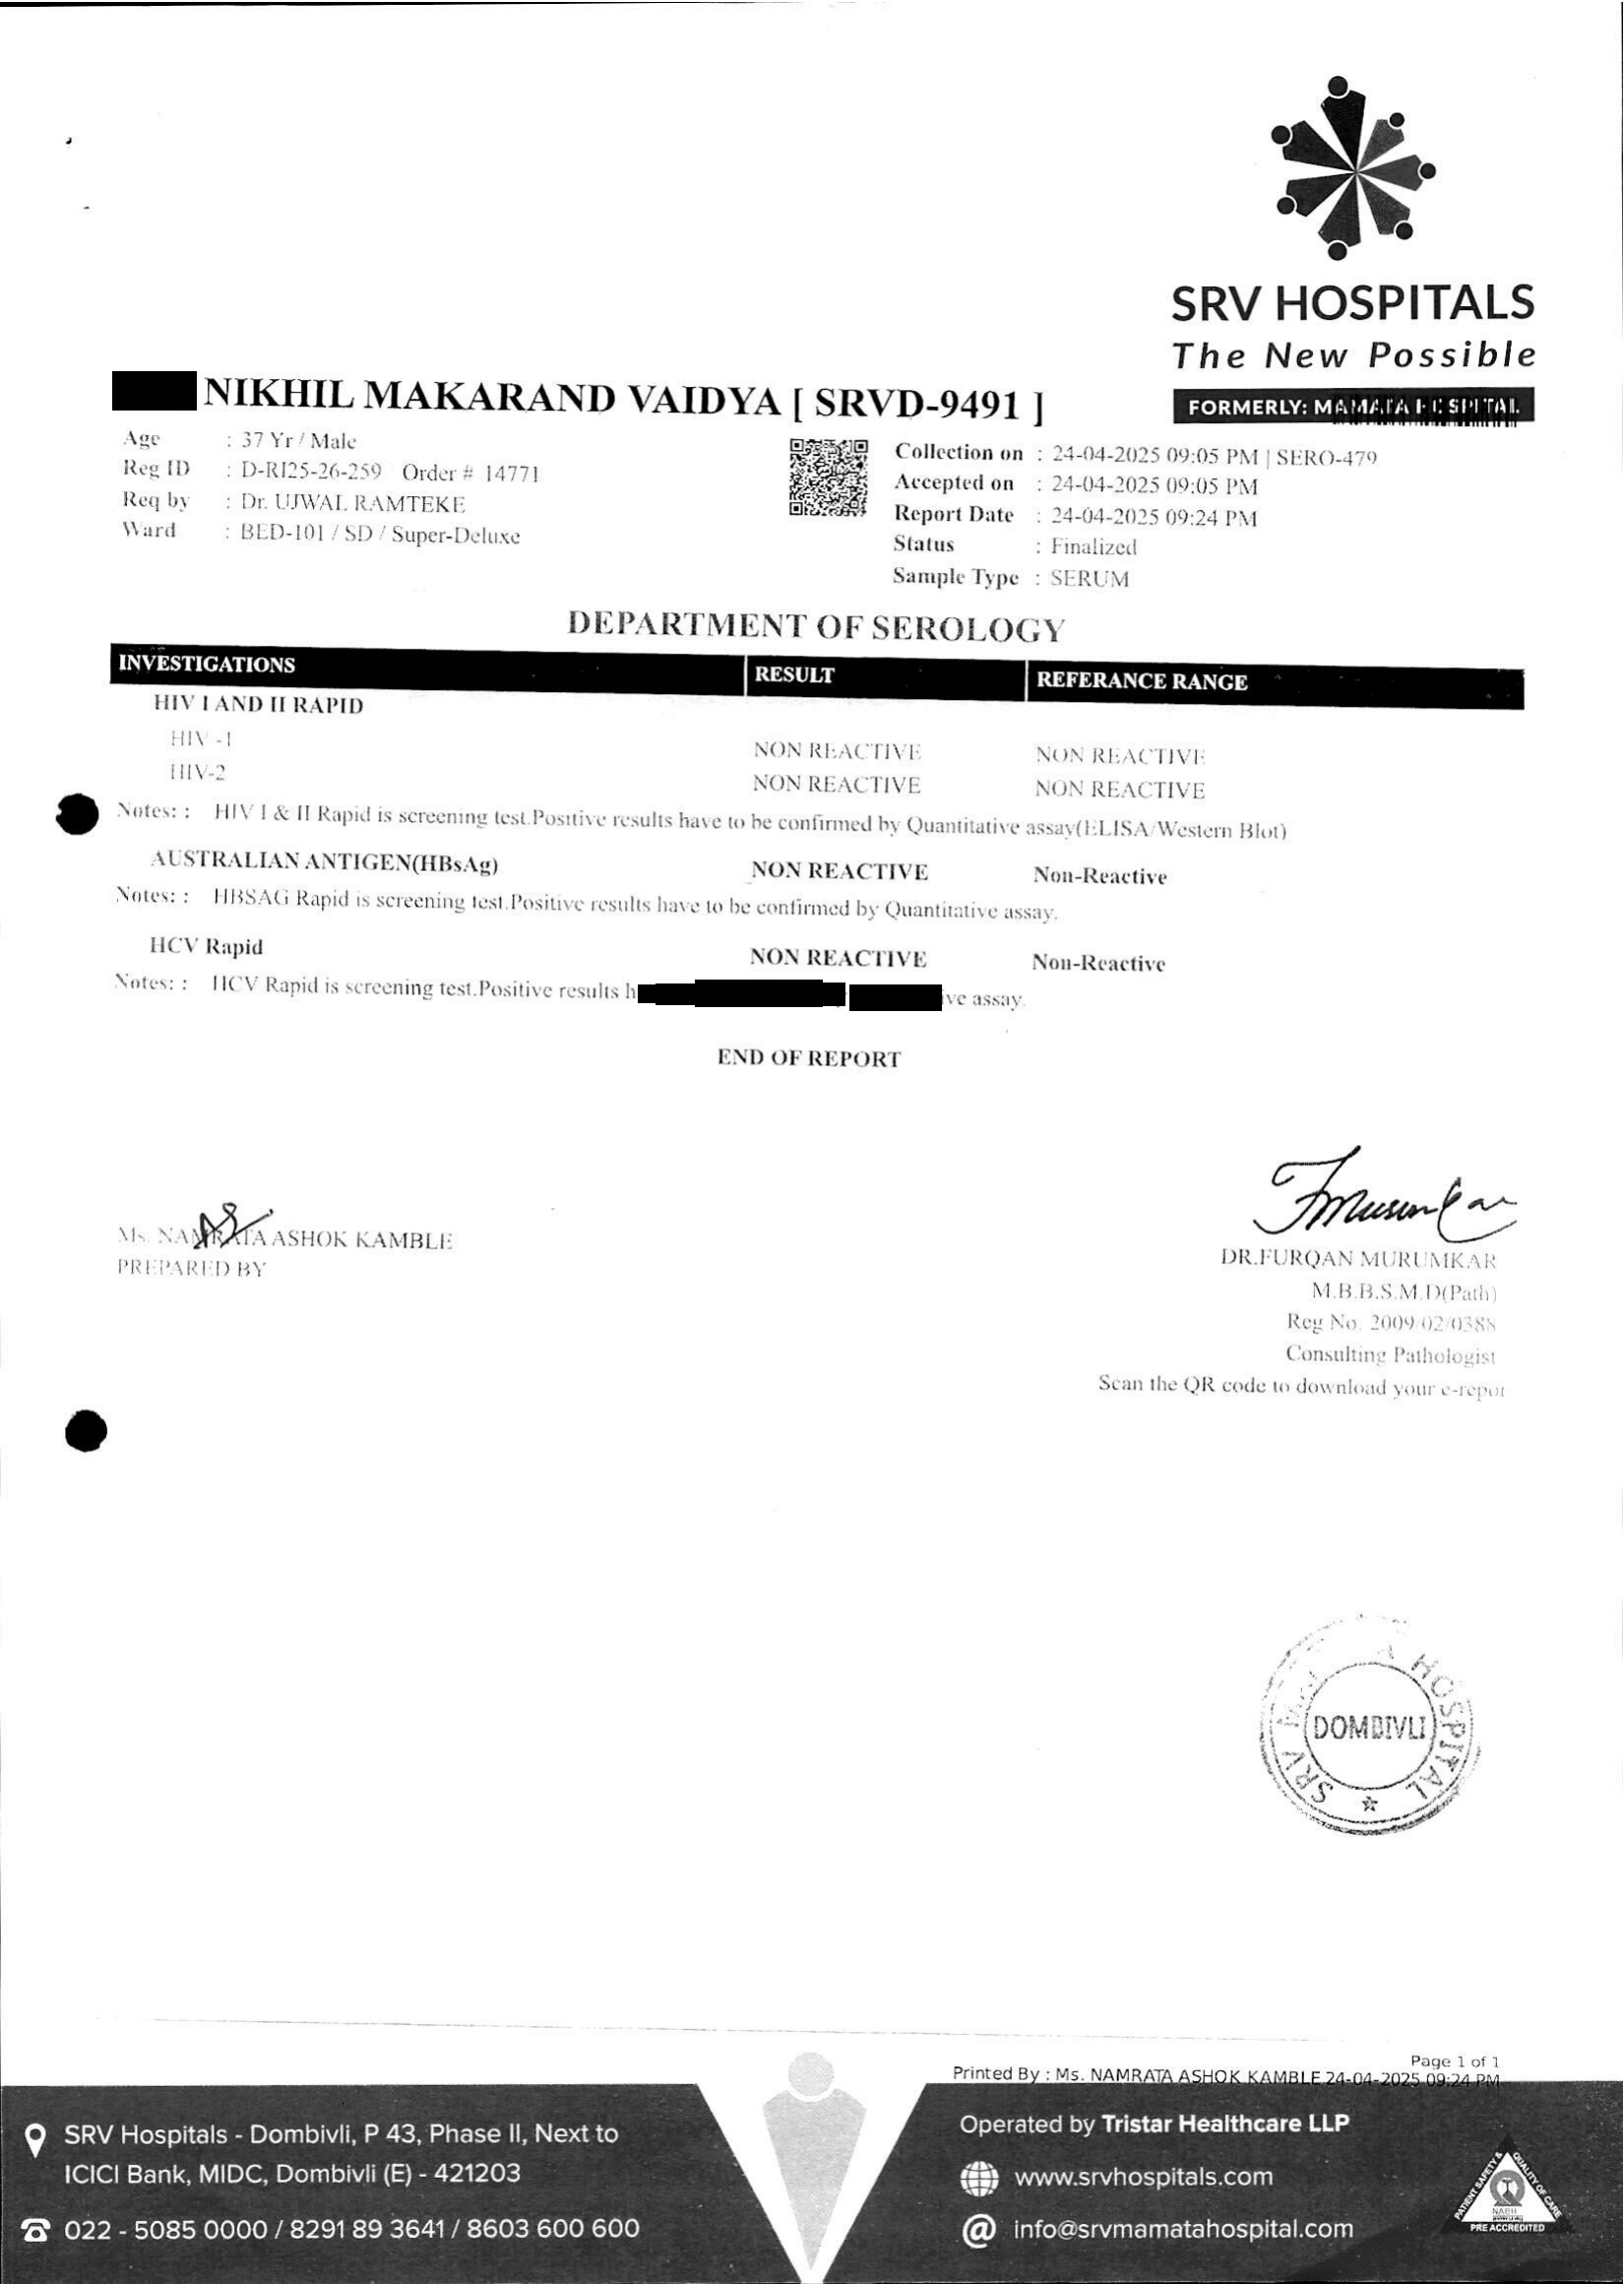 SRV HOSPITALS
The New Possible
FORMERLY: MAMATA HOSPITAL
NIKHIL MAKARAND VAIDYA [ SRVD-9491 ]
Age : 37 Yr / Male
Reg ID : D-RI25-26-259 Order # 14771
Req by : Dr. UJWAL RAMTEKE
Ward : BED-101 / SD / Super-Deluxe
Collection on : 24-04-2025 09:05 PM | SERO-479
Accepted on : 24-04-2025 09:05 PM
Report Date : 24-04-2025 09:24 PM
Status : Finalized
Sample Type : SERUM
DEPARTMENT OF SEROLOGY
INVESTIGATIONS RESULT REFERANCE RANGE
HIV I AND II RAPID
HIV -1 NON REACTIVE NON REACTIVE
HIV-2 NON REACTIVE NON REACTIVE
Notes: : HIV I & II Rapid is screening test.Positive results have to be confirmed by Quantitative assay(ELISA/Western Blot)
AUSTRALIAN ANTIGEN(HBsAg) NON REACTIVE Non-Reactive
Notes: : HBSAG Rapid is screening test.Positive results have to be confirmed by Quantitative assay.
HCV Rapid NON REACTIVE Non-Reactive
Notes: : HCV Rapid is screening test.Positive results h ive assay.
END OF REPORT
Ms. NAMRATA ASHOK KAMBLE
PREPARED BY
DR.FURQAN MURUMKAR
M.B.B.S.M.D(Path)
Reg No. 2009/02/0388
Consulting Pathologist
Scan the QR code to download your e-repor
SRV HOSPITAL
DOMBIVLI
Page 1 of 1
Printed By : Ms. NAMRATA ASHOK KAMBLE 24-04-2025 09:24 PM
SRV Hospitals - Dombivli, P 43, Phase II, Next to
ICICI Bank, MIDC, Dombivli (E) - 421203
022 - 5085 0000 / 8291 89 3641 / 8603 600 600
Operated by Tristar Healthcare LLP
www.srvhospitals.com
info@srvmamatahospital.com
PATIENT SAFETY & QUALITY OF CARE
NABH
PRE ACCREDITED